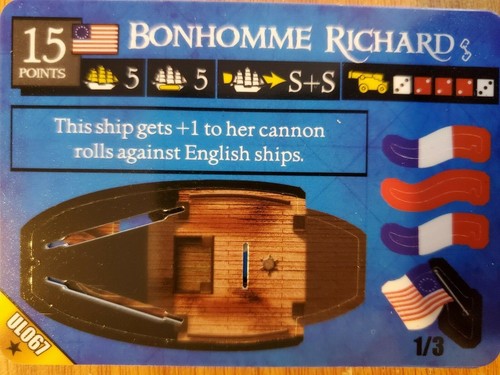 15
POINTS
BONHOMME RICHARD
5 5 S+S
This ship gets +1 to her cannon
rolls against English ships.
UL067
1/3